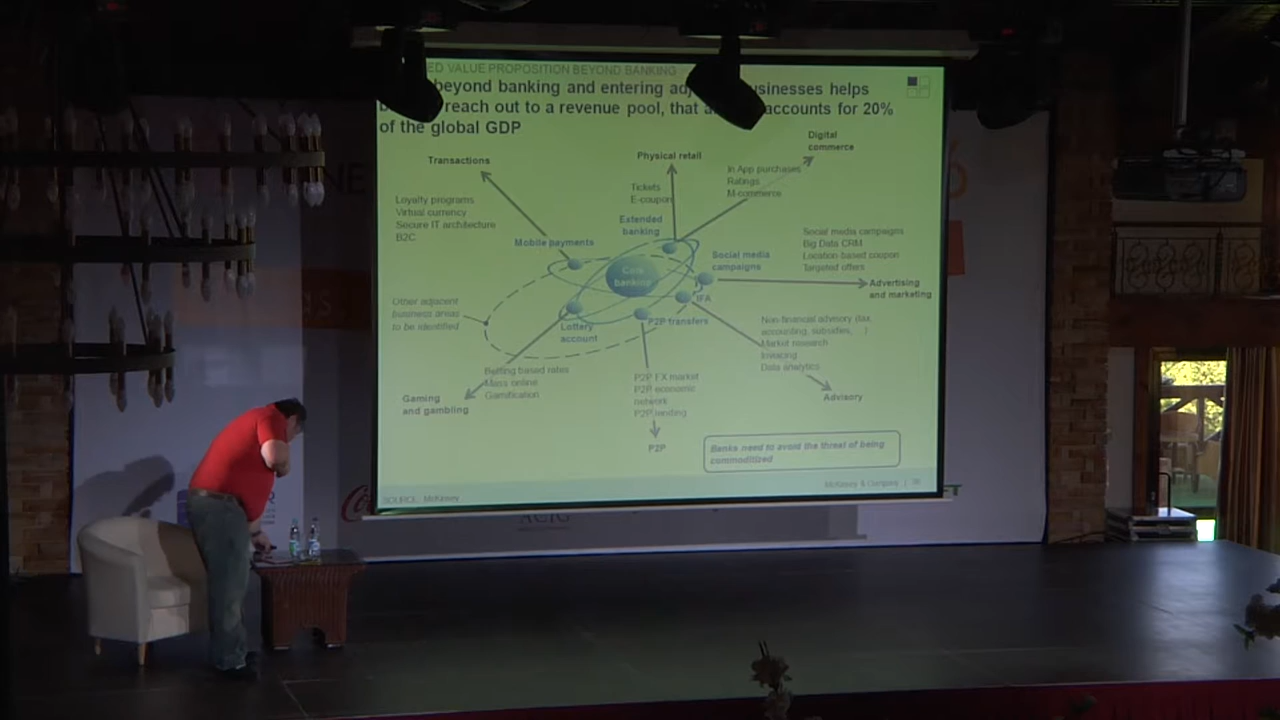 ED VALUE PROPOSITION BEYOND BANKING
beyond banking and entering usinesses helps
reach out to a revenue pool, that accounts for 20%
of the global GDP
Digital
commerce
Transactions
Physical retail
In App purchases
Ratings
M-commerce
Tickets
E-coupon
Loyalty programs
Virtual currency
Secure IT architecture
B2C
Extended
banking
Mobile payments
Social media campaigns
Big Data CRM
Location based coupon
Targeted offers
Social media
campaigns
Core
banking
Advertising
and marketing
IFA
Other adjacent
business areas
to be identified
Lottery
account
P2P transfers
Non-financial advisory (tax,
accounting, subsidies, ...)
Market research
Invoicing
Data analytics
Betting based rates
Mass online
Gamification
P2P FX market
P2P economic
network
P2P lending
Gaming
and gambling
Advisory
P2P
Banks need to avoid the threat of being
commoditized
SOURCE: McKinsey
McKinsey & Company |